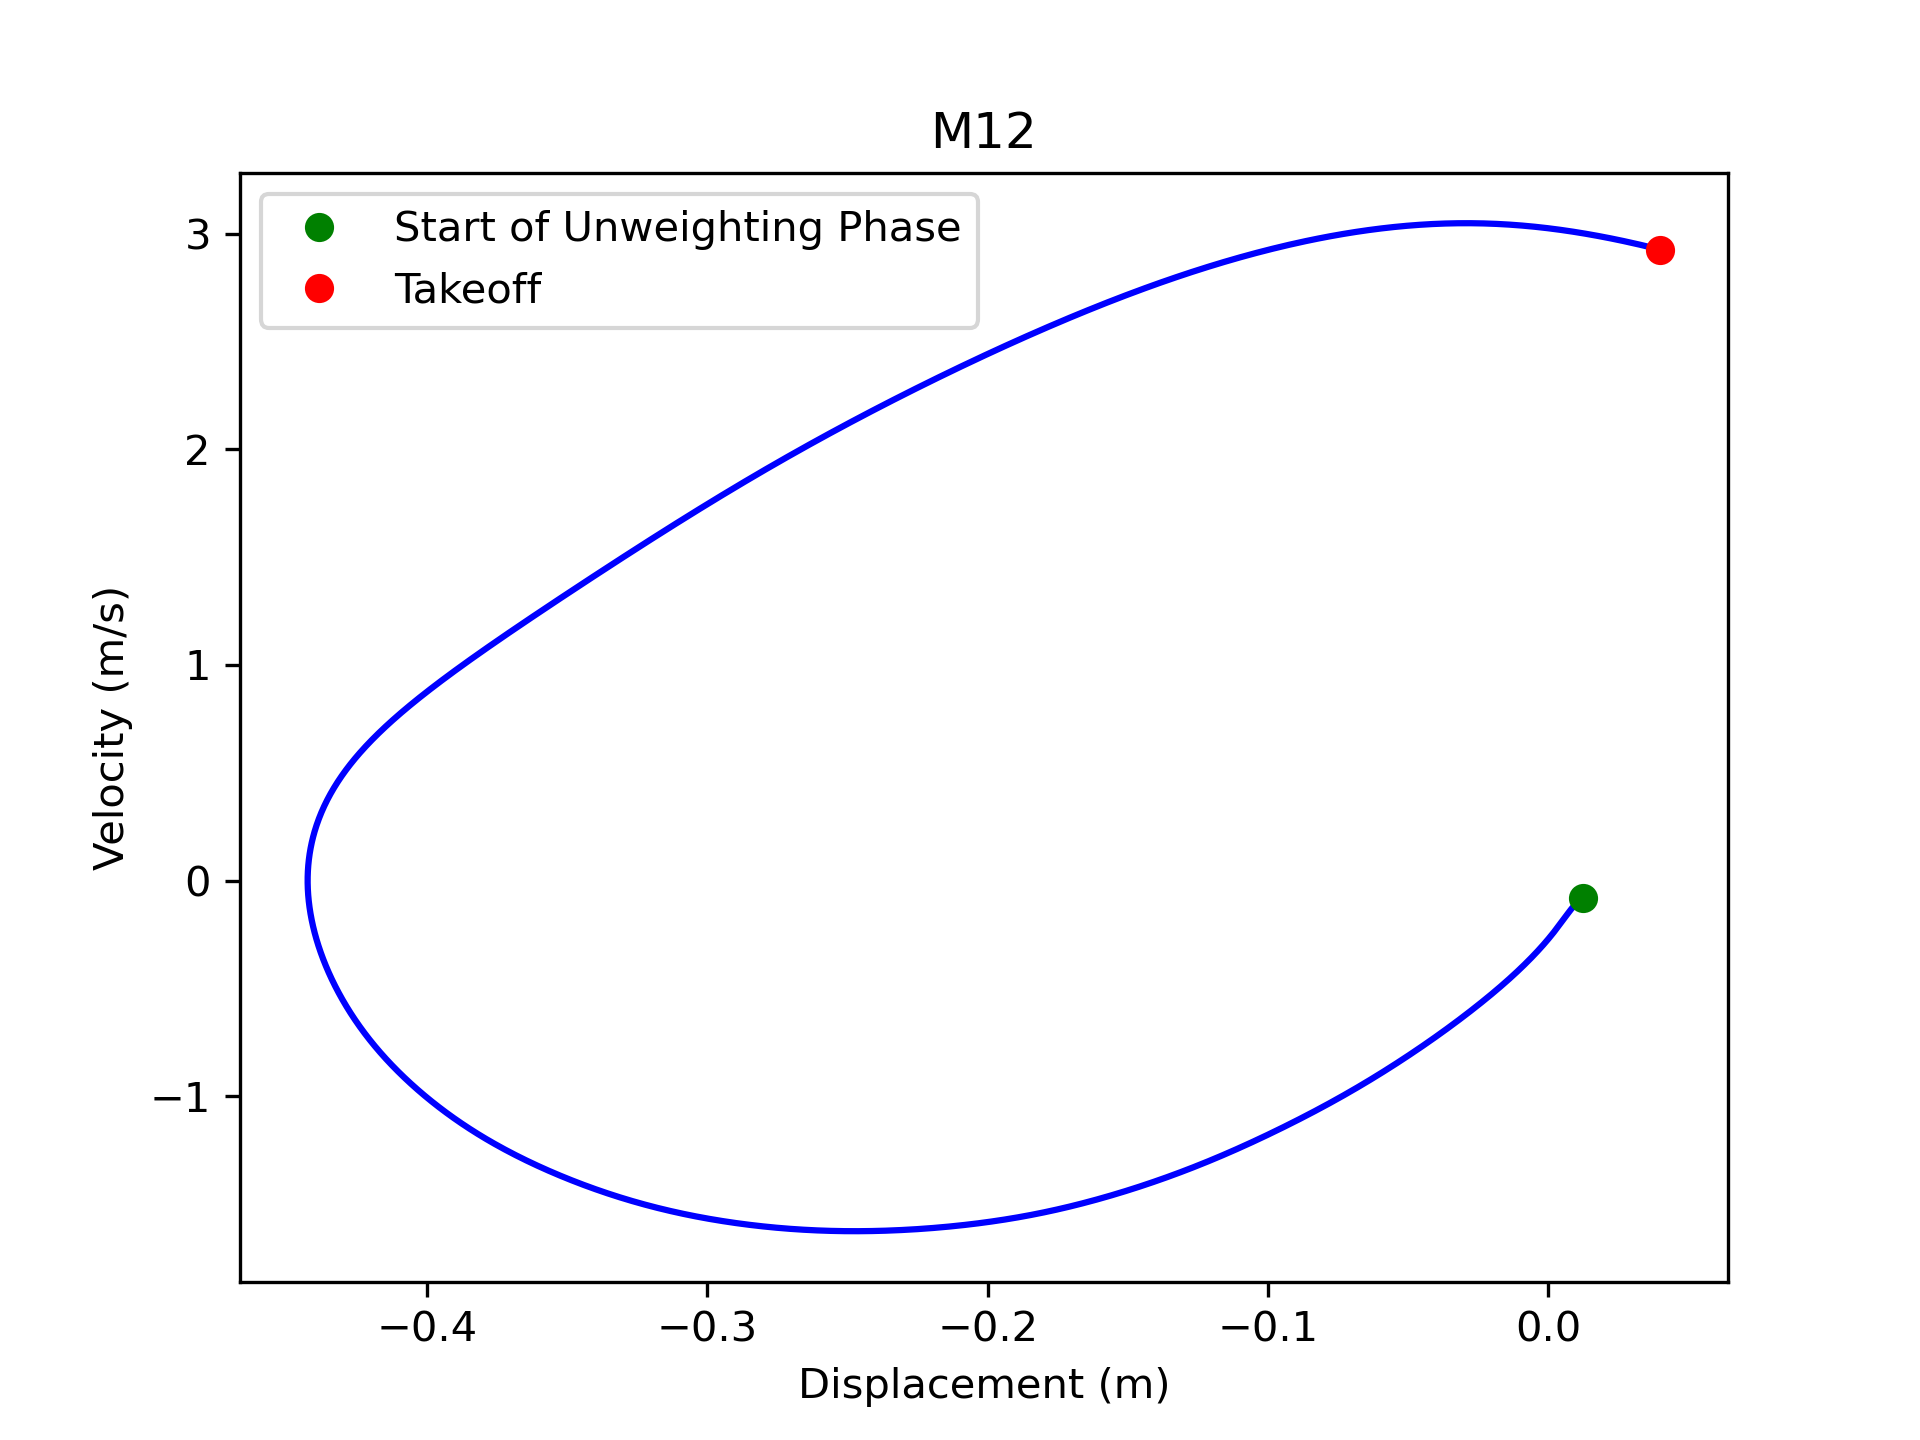 M12
Start of Unweighting Phase
Takeoff
3
2
1
0
−1
Velocity (m/s)
−0.4 −0.3 −0.2 −0.1 0.0
Displacement (m)